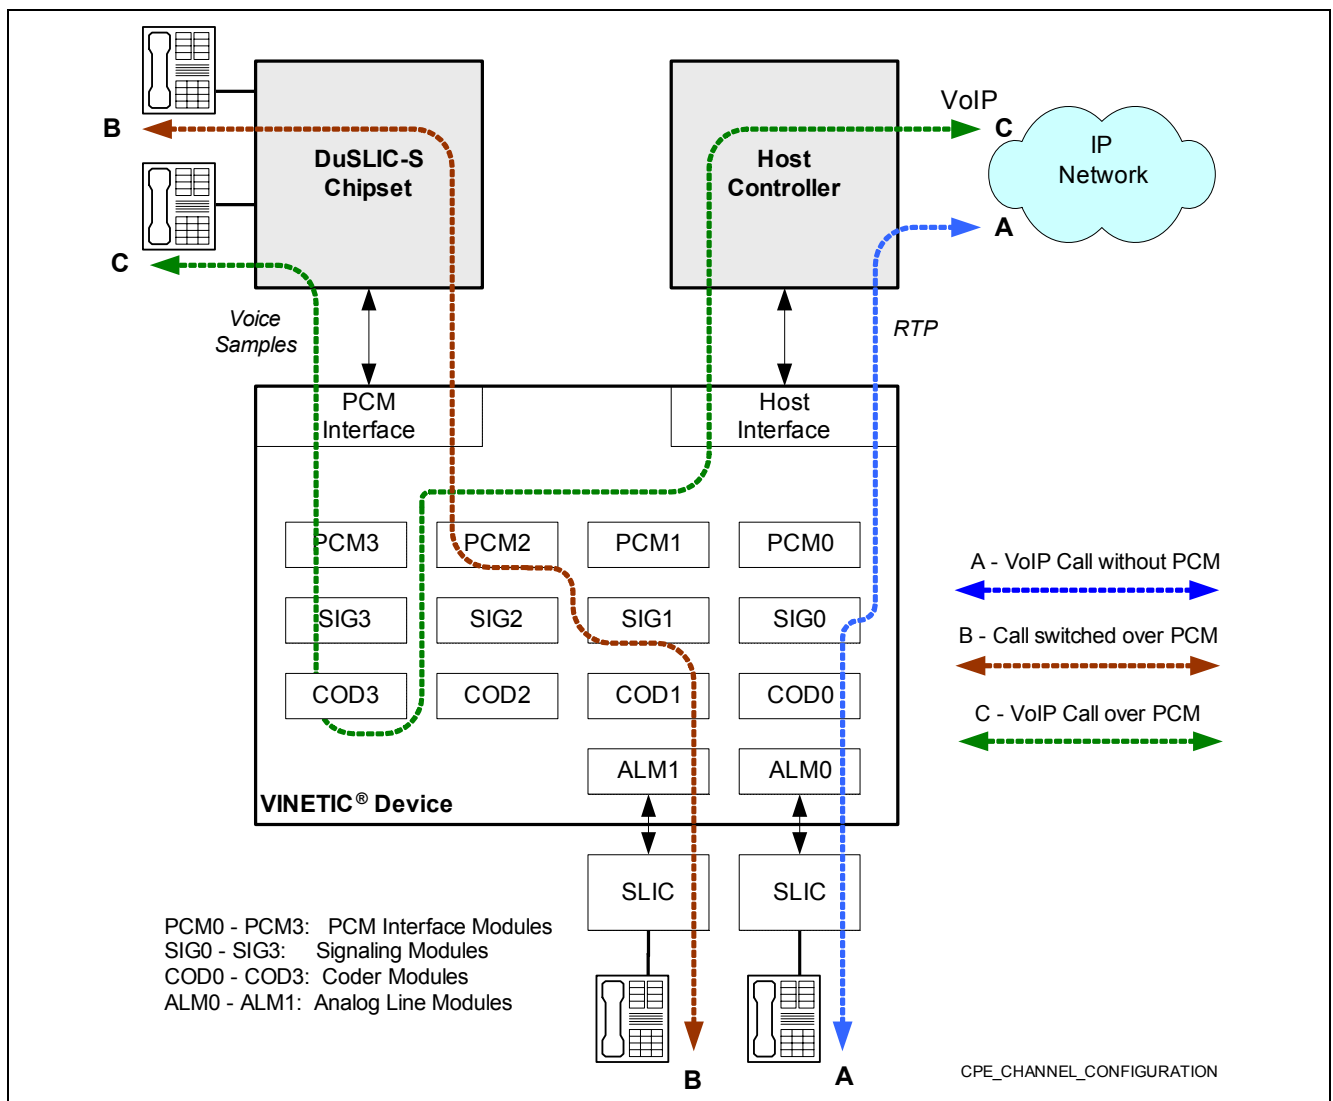 VoIP
B
C
DuSLIC-S
Chipset
Host
Controller
IP
Network
A
C
Voice
Samples
RTP
PCM
Interface
Host
Interface
PCM3
PCM2
PCM1
PCM0
A - VoIP Call without PCM
SIG3
SIG2
SIG1
SIG0
B - Call switched over PCM
COD3
COD2
COD1
COD0
C - VoIP Call over PCM
ALM1
ALM0
VINETIC® Device
SLIC
SLIC
PCM0 - PCM3: PCM Interface Modules
SIG0 - SIG3: Signaling Modules
COD0 - COD3: Coder Modules
ALM0 - ALM1: Analog Line Modules
B
A
CPE_CHANNEL_CONFIGURATION